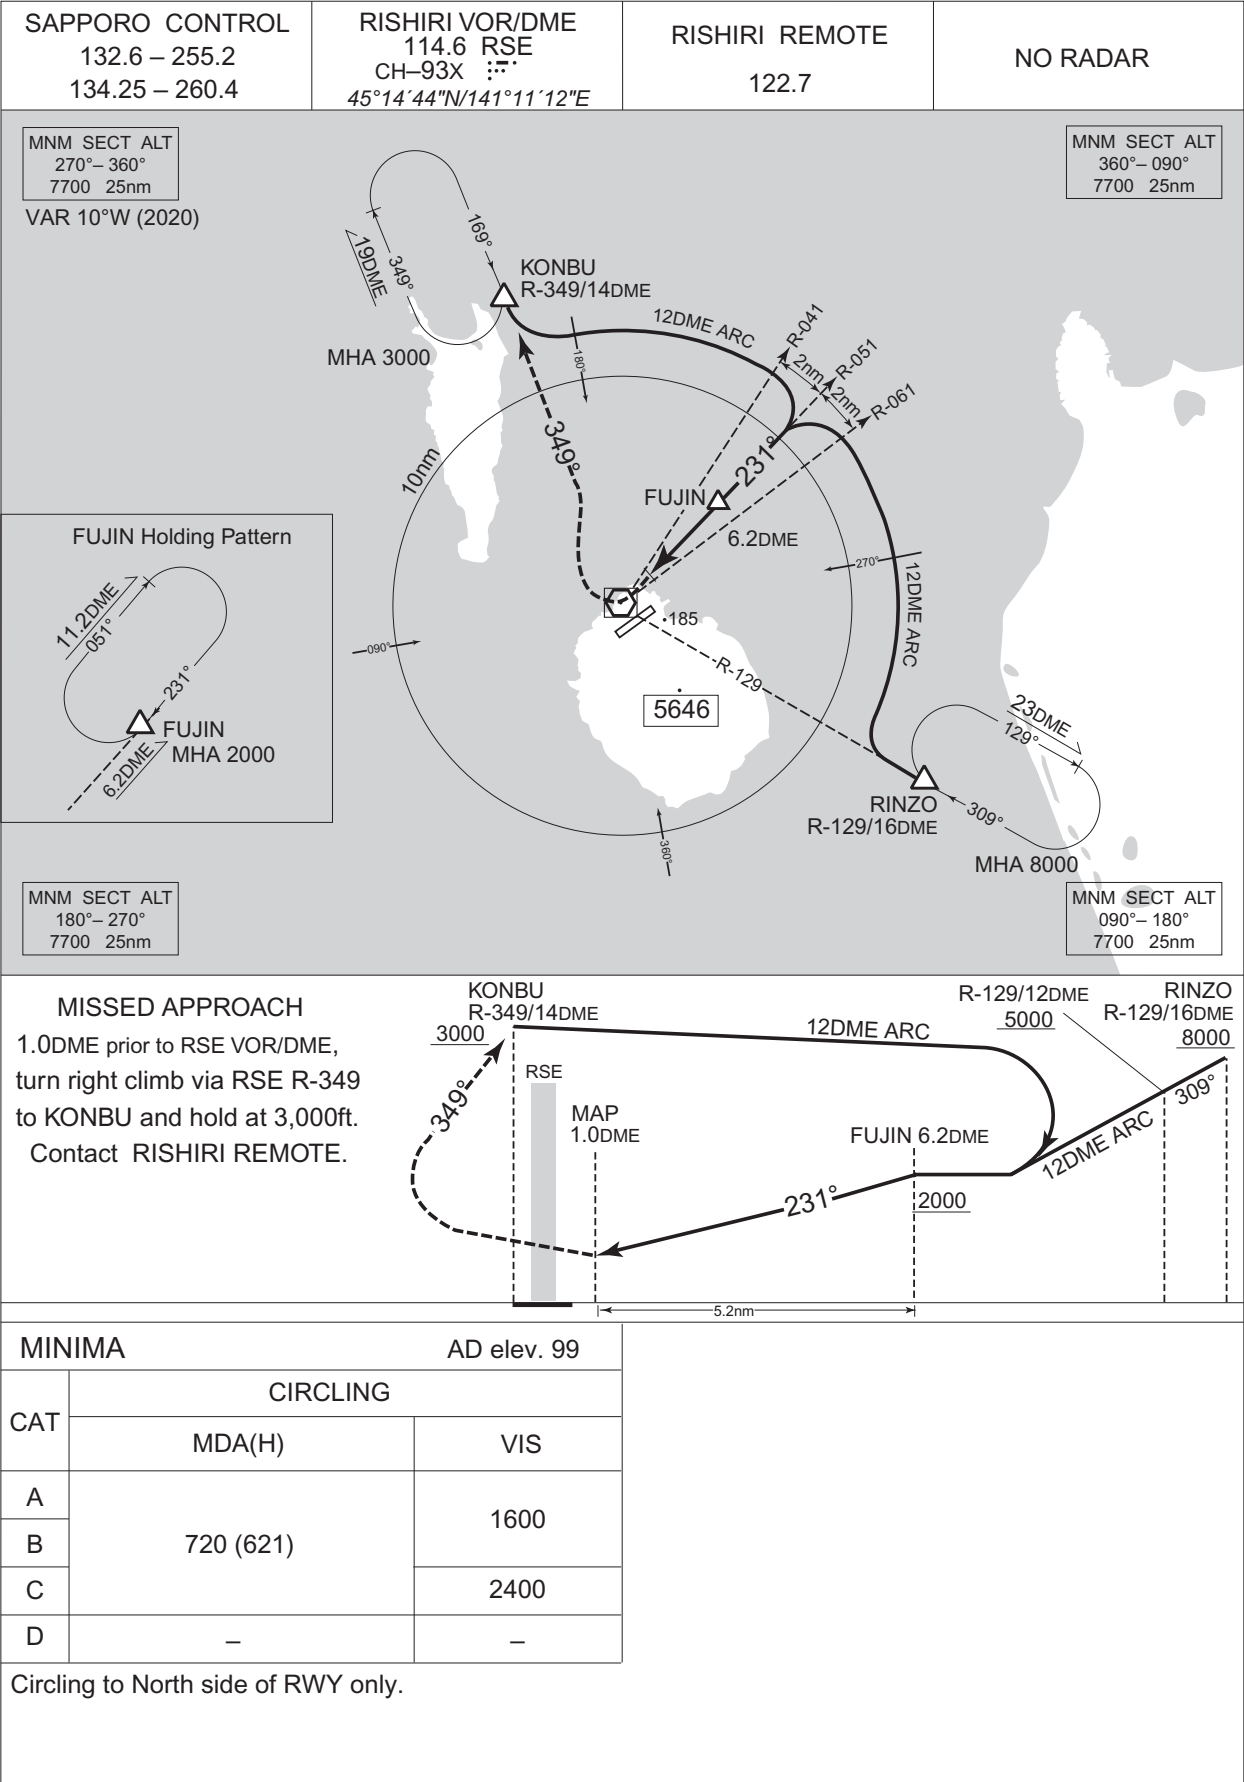 SAPPORO CONTROL
132.6 – 255.2
134.25 – 260.4
RISHIRI VOR/DME
114.6 RSE
CH–93X
45°14´44"N/141°11´12"E
RISHIRI REMOTE
122.7
NO RADAR
MNM SECT ALT
270°– 360°
7700 25nm
VAR 10°W (2020)
MNM SECT ALT
360°– 090°
7700 25nm
169°
349°
19DME
KONBU
R-349/14DME
MHA 3000
12DME ARC
180°
R-041
2nm
R-051
2nm
R-061
349°
10nm
231°
FUJIN
6.2DME
270°
12DME ARC
090°
185
R-129
5646
360°
23DME
129°
RINZO
R-129/16DME
309°
MHA 8000
FUJIN Holding Pattern
11.2DME
051°
231°
FUJIN
MHA 2000
6.2DME
MNM SECT ALT
180°– 270°
7700 25nm
MNM SECT ALT
090°– 180°
7700 25nm
MISSED APPROACH
1.0DME prior to RSE VOR/DME,
turn right climb via RSE R-349
to KONBU and hold at 3,000ft.
Contact RISHIRI REMOTE.
KONBU
R-349/14DME
3000
349°
RSE
MAP
1.0DME
12DME ARC
FUJIN 6.2DME
2000
231°
R-129/12DME
5000
RINZO
R-129/16DME
8000
309°
12DME ARC
5.2nm
MINIMA AD elev. 99
CAT
CIRCLING
MDA(H) VIS
A
B
C
D
720 (621)
1600
2400
– –
Circling to North side of RWY only.